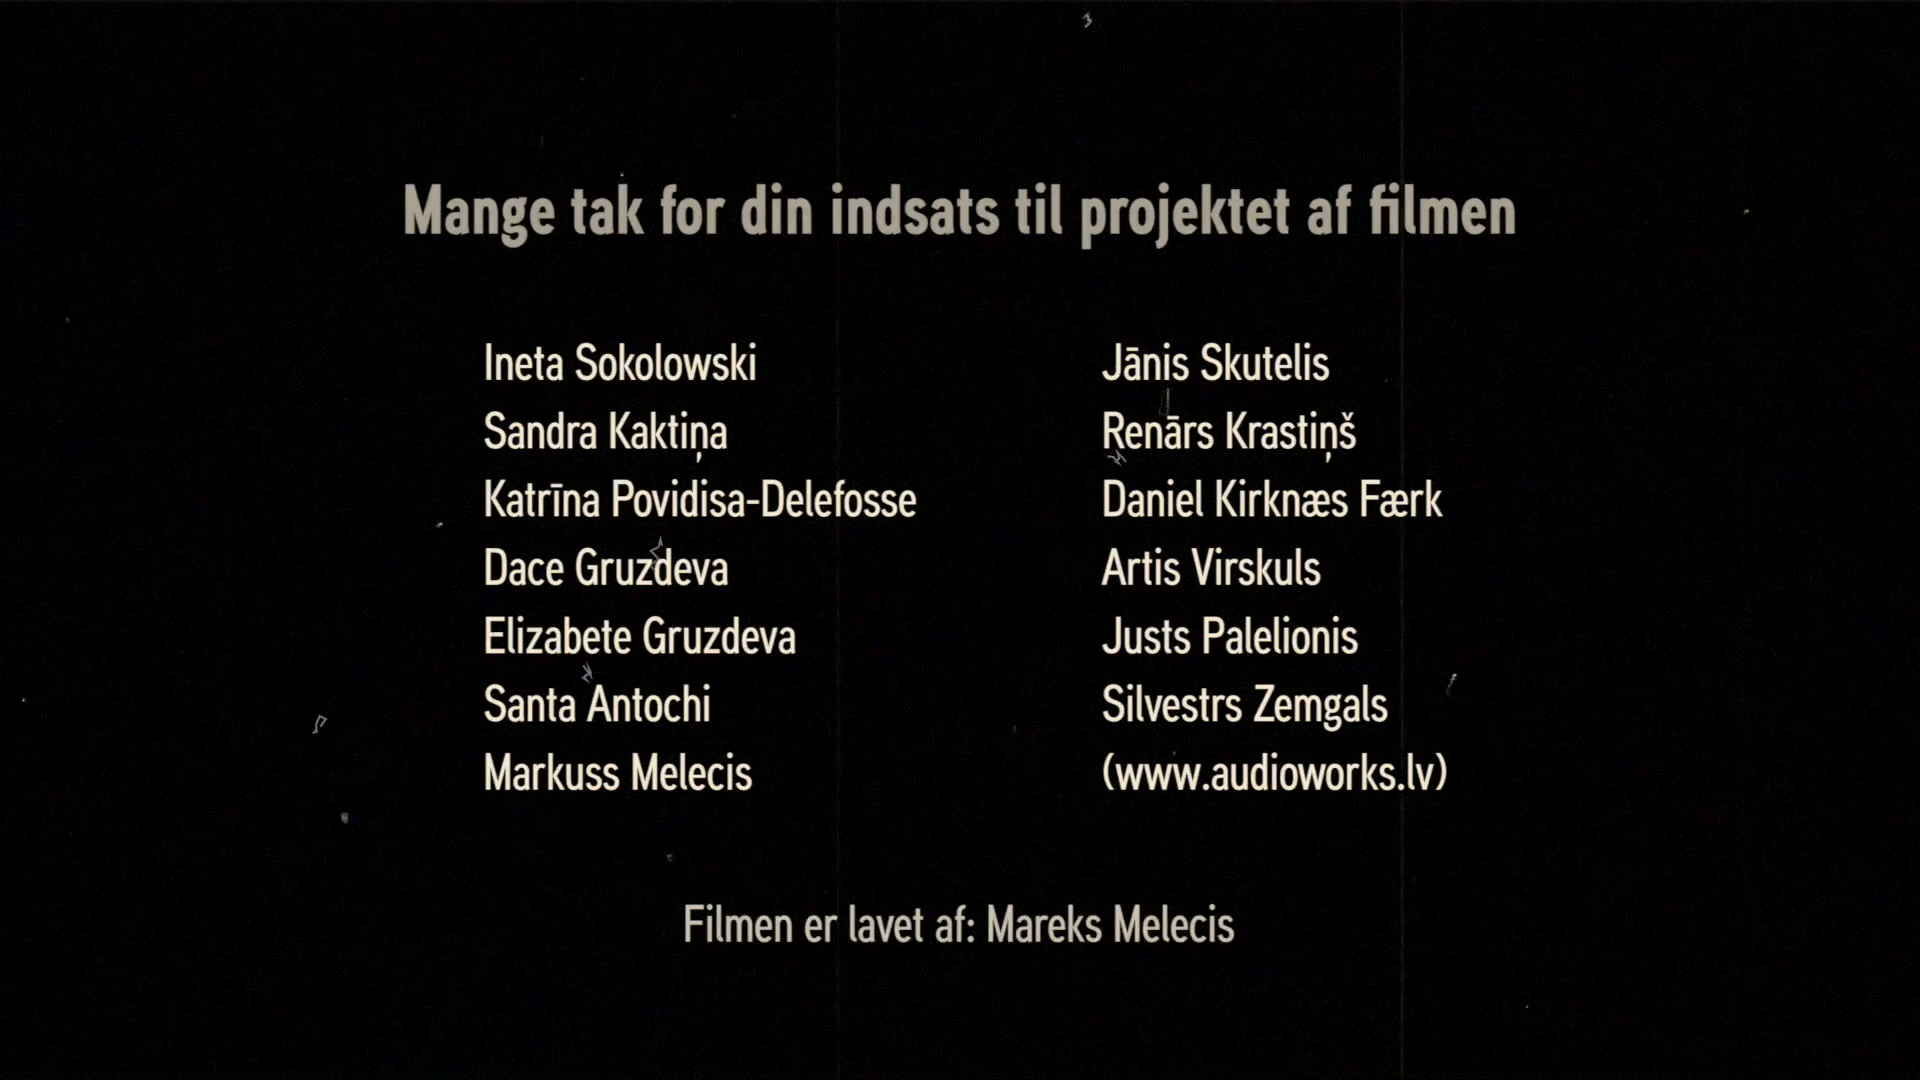 Mange tak for din indsats til projektet af filmen
Ineta Sokolowski
Sandra Kaktiņa
Katrīna Povidisa-Delefosse
Dace Gruzdeva
Elizabete Gruzdeva
Santa Antochi
Markuss Melecis
Jānis Skutelis
Renārs Krastiņš
Daniel Kirknæs Færk
Artis Virskuls
Justs Palelionis
Silvestrs Zemgals
(www.audioworks.lv)
Filmen er lavet af: Mareks Melecis